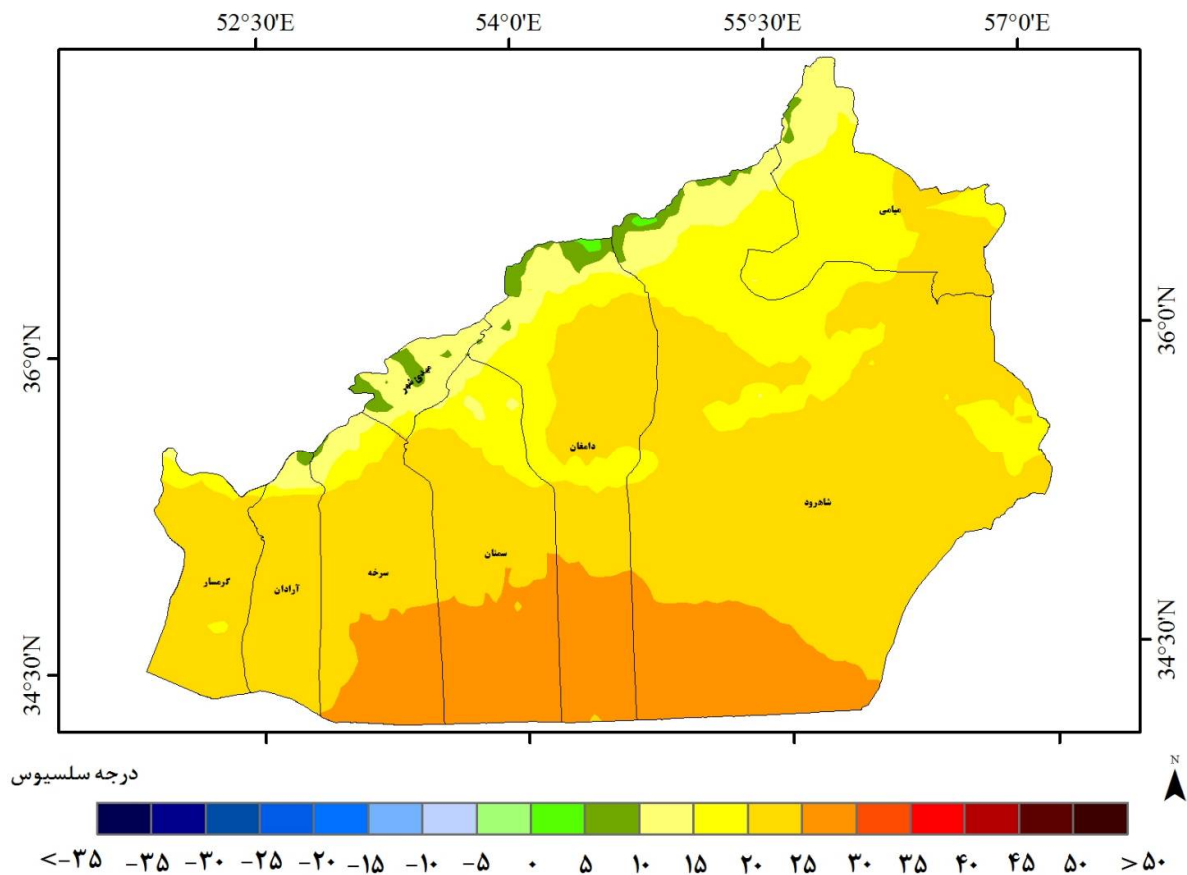 52°30'E 54°0'E 55°30'E 57°0'E
36°0'N
34°30'N
36°0'N
34°30'N
میامی
مهدی شهر
دامغان
شاهرود
سمنان
سرخه
گرمسار
آرادان
درجه سلسیوس
N
<-۳۵ -۳۵ -۳۰ -۲۵ -۲۰ -۱۵ -۱۰ -۵ ۰ ۵ ۱۰ ۱۵ ۲۰ ۲۵ ۳۰ ۳۵ ۴۰ ۴۵ ۵۰ >۵۰